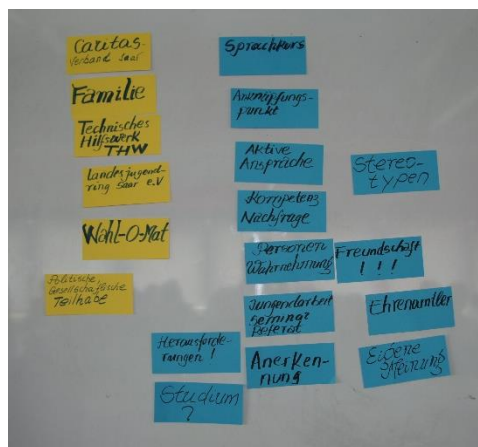 Caritas-
verband saar
Familie
Technisches
Hilfswerk
THW
Landesjugend
ring Saar e.V
Wahl-O-Mat
Politische,
Gesellschaftliche
Teilhabe
Sprachkurs
Anknüpfungs-
punkt
Aktive
Ansprache
Kompetenz
Nachfrage
Personen
Wahrnehmung
Jungendarbeit
Seminar
Referat
Anerken-
nung
Herausforde-
rungen!
Studium
?
Stereo-
typen
Freundschaft
! ! !
Ehrenamtler
Eigene
Meinung